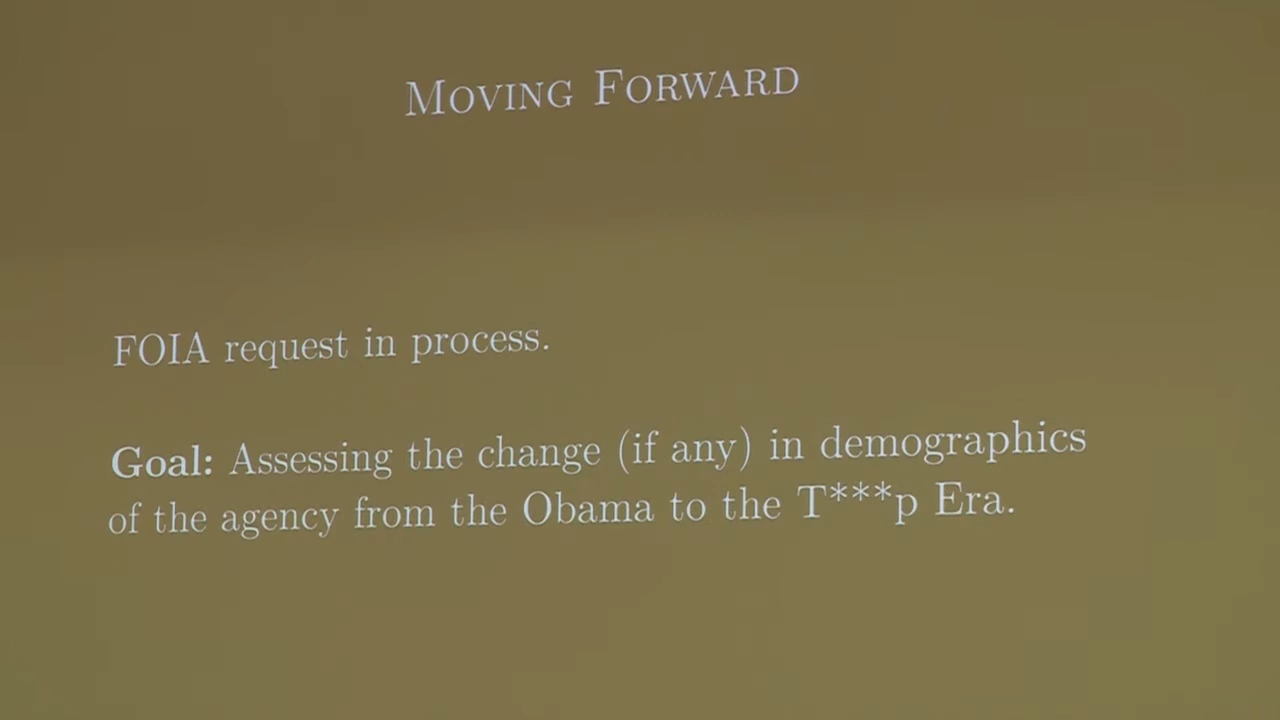 Moving Forward
FOIA request in process.
Goal: Assessing the change (if any) in demographics
of the agency from the Obama to the T***p Era.